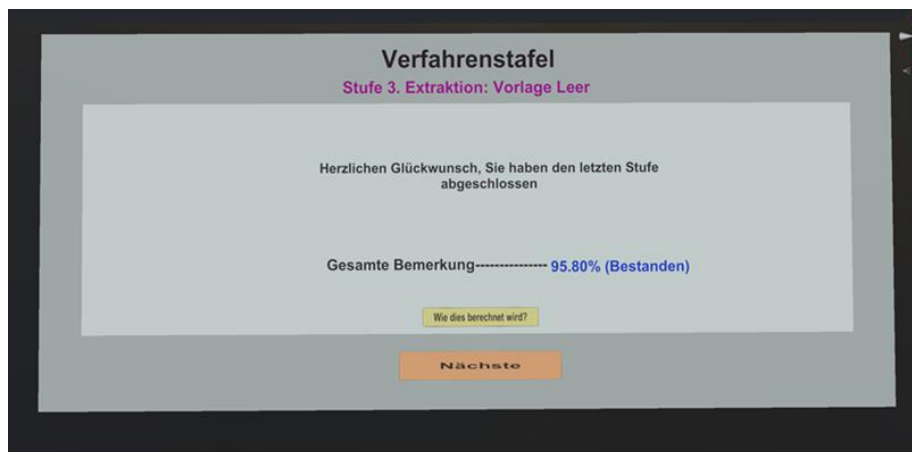 Verfahrenstafel
Stufe 3. Extraktion: Vorlage Leer
Herzlichen Glückwunsch, Sie haben den letzten Stufe
abgeschlossen
Gesamte Bemerkung--------------- 95.80% (Bestanden)
Wie dies berechnet wird?
Nächste